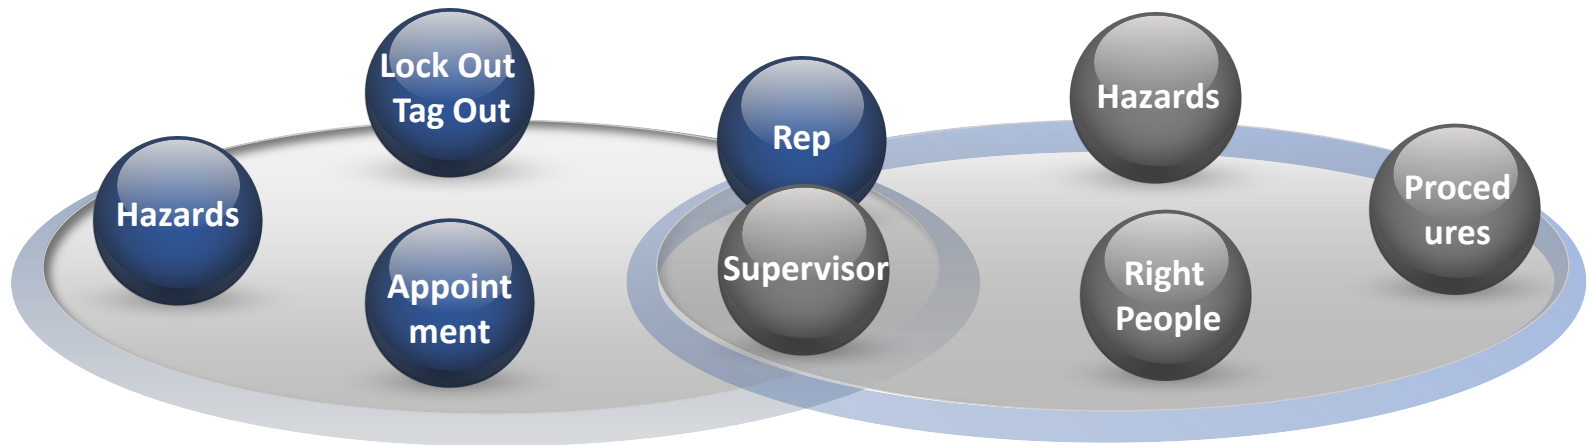 Lock Out
Tag Out
Hazards
Appoint
ment
Rep
Supervisor
Hazards
Proced
ures
Right
People